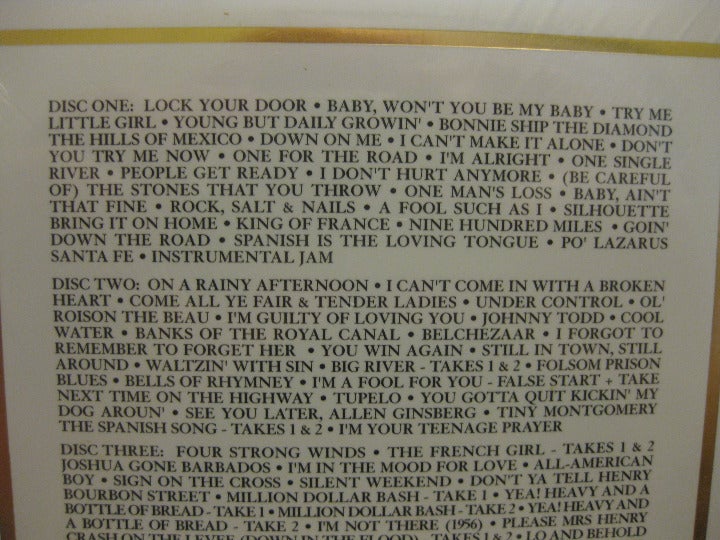 DISC ONE: LOCK YOUR DOOR • BABY, WON'T YOU BE MY BABY • TRY ME
LITTLE GIRL • YOUNG BUT DAILY GROWIN' • BONNIE SHIP THE DIAMOND
THE HILLS OF MEXICO • DOWN ON ME • I CAN'T MAKE IT ALONE • DON'T
YOU TRY ME NOW • ONE FOR THE ROAD • I'M ALRIGHT • ONE SINGLE
RIVER • PEOPLE GET READY • I DON'T HURT ANYMORE • (BE CAREFUL
OF) THE STONES THAT YOU THROW • ONE MAN'S LOSS • BABY, AIN'T
THAT FINE • ROCK, SALT & NAILS • A FOOL SUCH AS I • SILHOUETTE
BRING IT ON HOME • KING OF FRANCE • NINE HUNDRED MILES • GOIN'
DOWN THE ROAD • SPANISH IS THE LOVING TONGUE • PO' LAZARUS
SANTA FE • INSTRUMENTAL JAM
DISC TWO: ON A RAINY AFTERNOON • I CAN'T COME IN WITH A BROKEN
HEART • COME ALL YE FAIR & TENDER LADIES • UNDER CONTROL • OL'
ROISON THE BEAU • I'M GUILTY OF LOVING YOU • JOHNNY TODD • COOL
WATER • BANKS OF THE ROYAL CANAL • BELCHEZAAR • I FORGOT TO
REMEMBER TO FORGET HER • YOU WIN AGAIN • STILL IN TOWN, STILL
AROUND • WALTZIN' WITH SIN • BIG RIVER - TAKES 1 & 2 • FOLSOM PRISON
BLUES • BELLS OF RHYMNEY • I'M A FOOL FOR YOU - FALSE START + TAKE
NEXT TIME ON THE HIGHWAY • TUPELO • YOU GOTTA QUIT KICKIN' MY
DOG AROUN' • SEE YOU LATER, ALLEN GINSBERG • TINY MONTGOMERY
THE SPANISH SONG - TAKES 1 & 2 • I'M YOUR TEENAGE PRAYER
DISC THREE: FOUR STRONG WINDS • THE FRENCH GIRL - TAKES 1 & 2
JOSHUA GONE BARBADOS • I'M IN THE MOOD FOR LOVE • ALL-AMERICAN
BOY • SIGN ON THE CROSS • SILENT WEEKEND • DON'T YA TELL HENRY
BOURBON STREET • MILLION DOLLAR BASH - TAKE 1 • YEA! HEAVY AND A
BOTTLE OF BREAD - TAKE 1 • MILLION DOLLAR BASH - TAKE 2 • YEA! HEAVY AND
A BOTTLE OF BREAD - TAKE 2 • I'M NOT THERE (1956) • PLEASE MRS HENRY
CRASH ON THE LEVEE (DOWN IN THE FLOOD) - TAKES 1 & 2 • LO AND BEHOLD